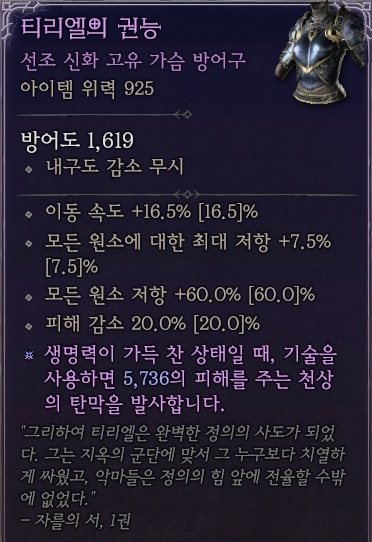 티리엘의 권능
선조 신화 고유 가슴 방어구
아이템 위력 925
방어도 1,619
내구도 감소 무시
이동 속도 +16.5% [16.5]%
모든 원소에 대한 최대 저항 +7.5%
[7.5]%
모든 원소 저항 +60.0% [60.0]%
피해 감소 20.0% [20.0]%
생명력이 가득 찬 상태일 때, 기술을
사용하면 5,736의 피해를 주는 천상
의 탄막을 발사합니다.
"그리하여 티리엘은 완벽한 정의의 사도가 되었
다. 그는 지옥의 군단에 맞서 그 누구보다 치열하
게 싸웠고, 악마들은 정의의 힘 앞에 전율할 수밖
에 없었다."
– 자를의 서, 1권